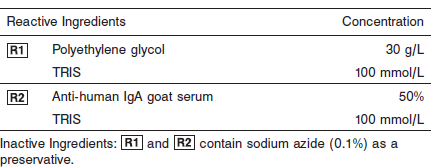 Reactive Ingredients Concentration
R1 Polyethylene glycol 30 g/L
TRIS 100 mmol/L
R2 Anti-human IgA goat serum 50%
TRIS 100 mmol/L
Inactive Ingredients: R1 and R2 contain sodium azide (0.1%) as a
preservative.